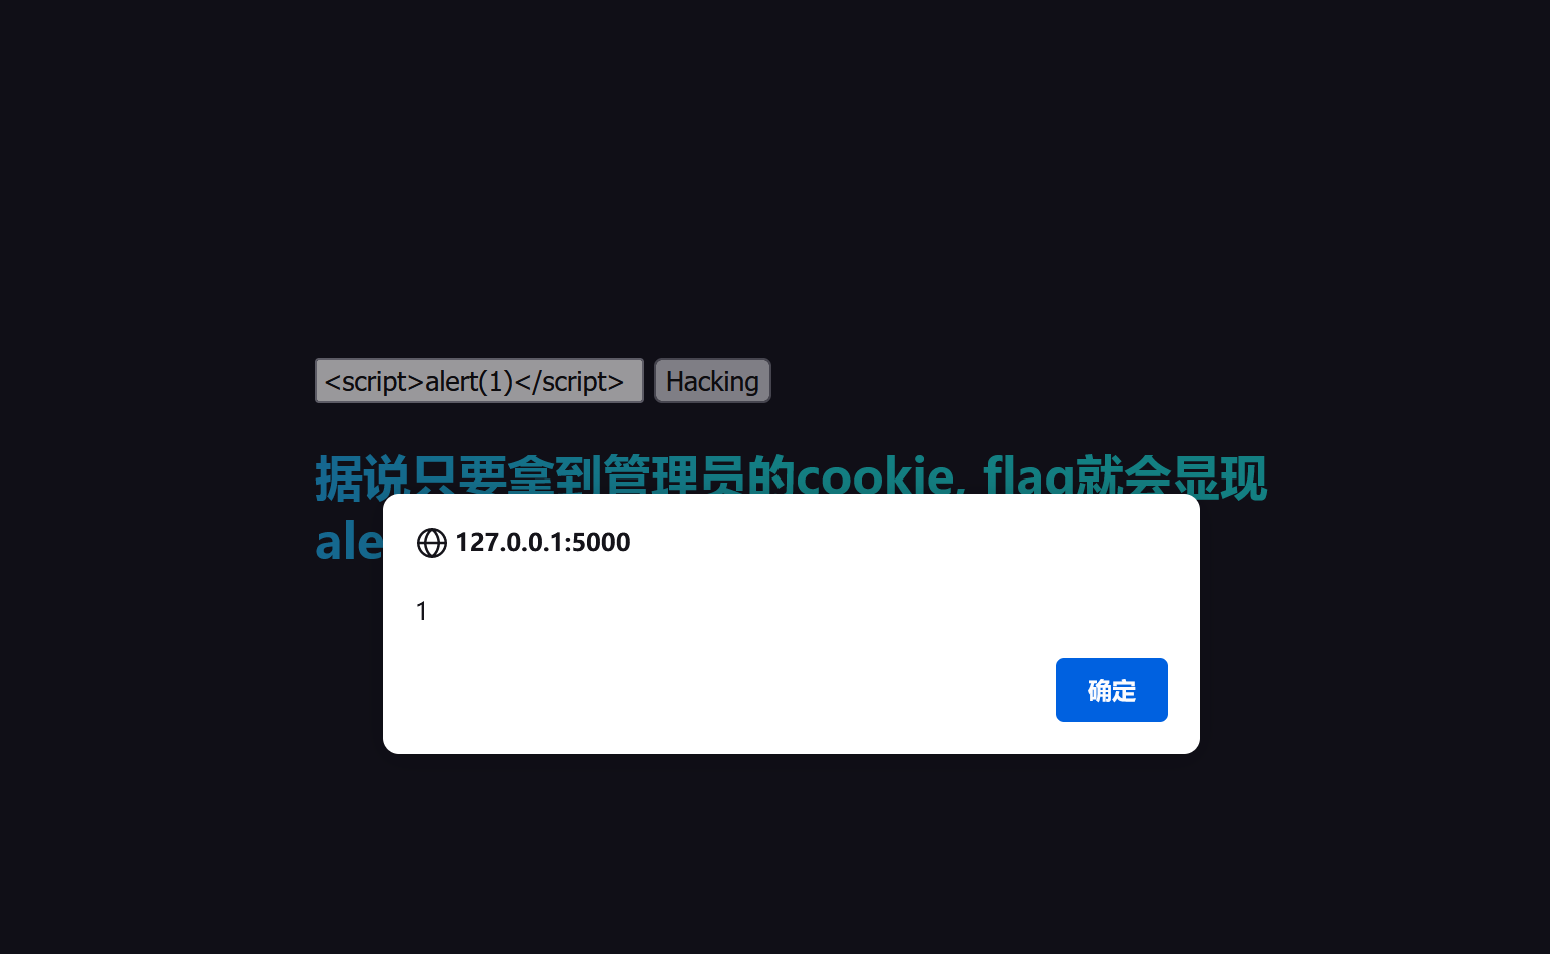 <script>alert(1)</script> Hacking
据说只要拿到管理员的cookie, flag就会显现
ale
127.0.0.1:5000
1
确定